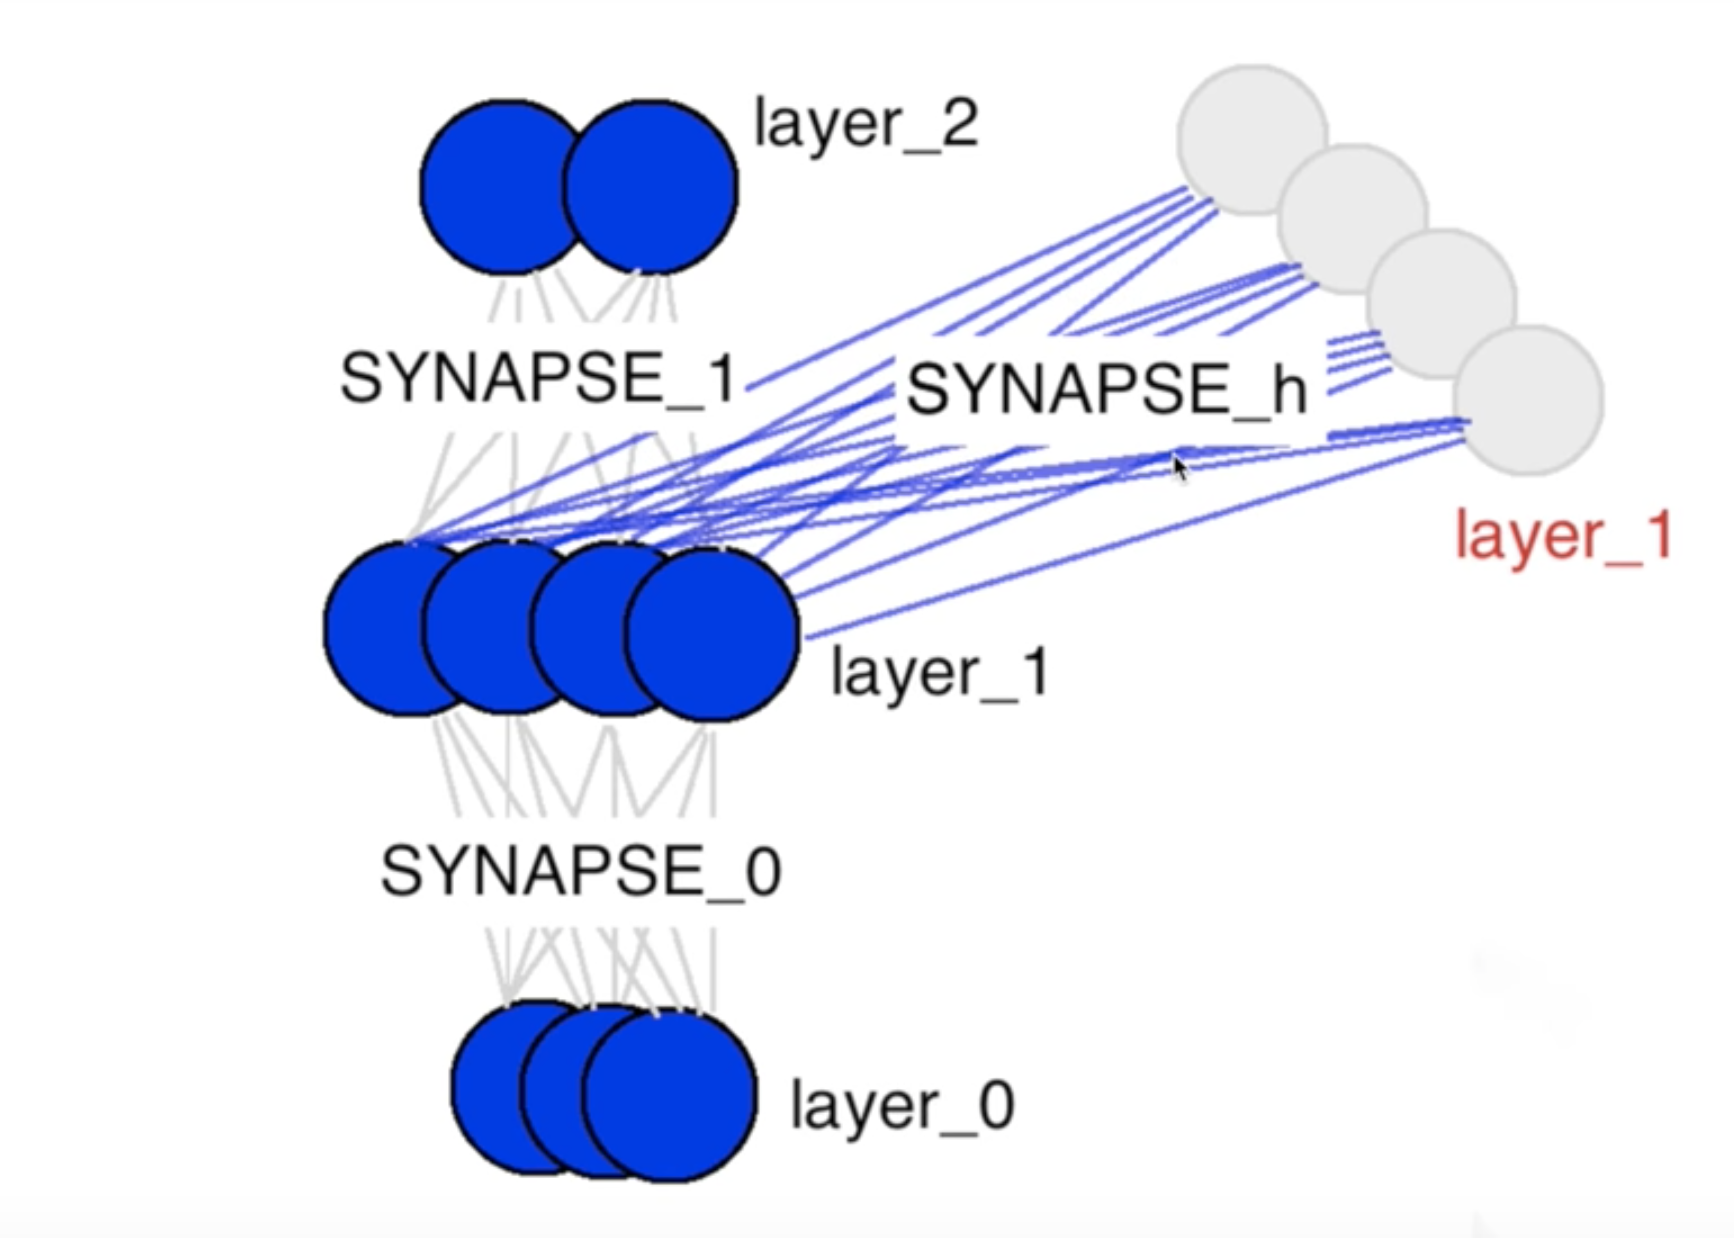 layer_2
SYNAPSE_1
SYNAPSE_h
layer_1
layer_1
SYNAPSE_0
layer_0